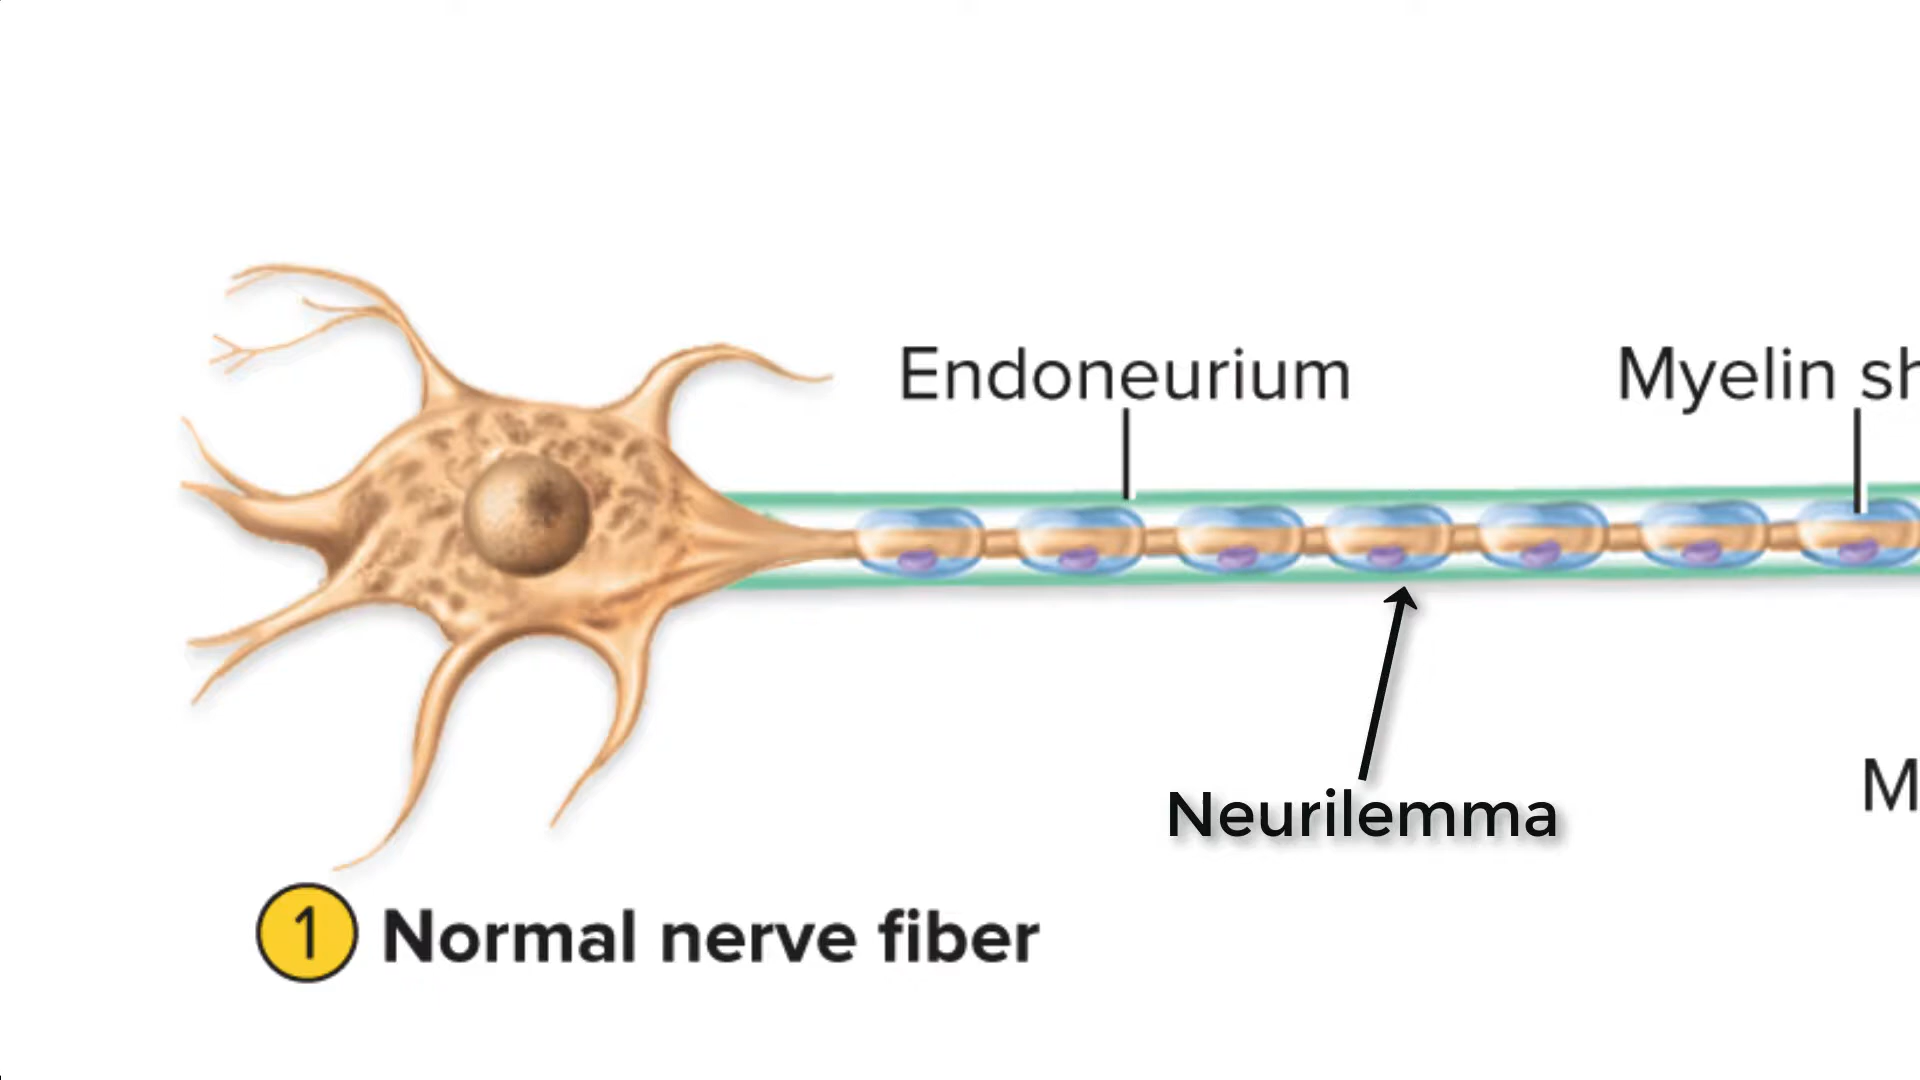 Endoneurium
Myelin sh
Neurilemma
M
1 Normal nerve fiber